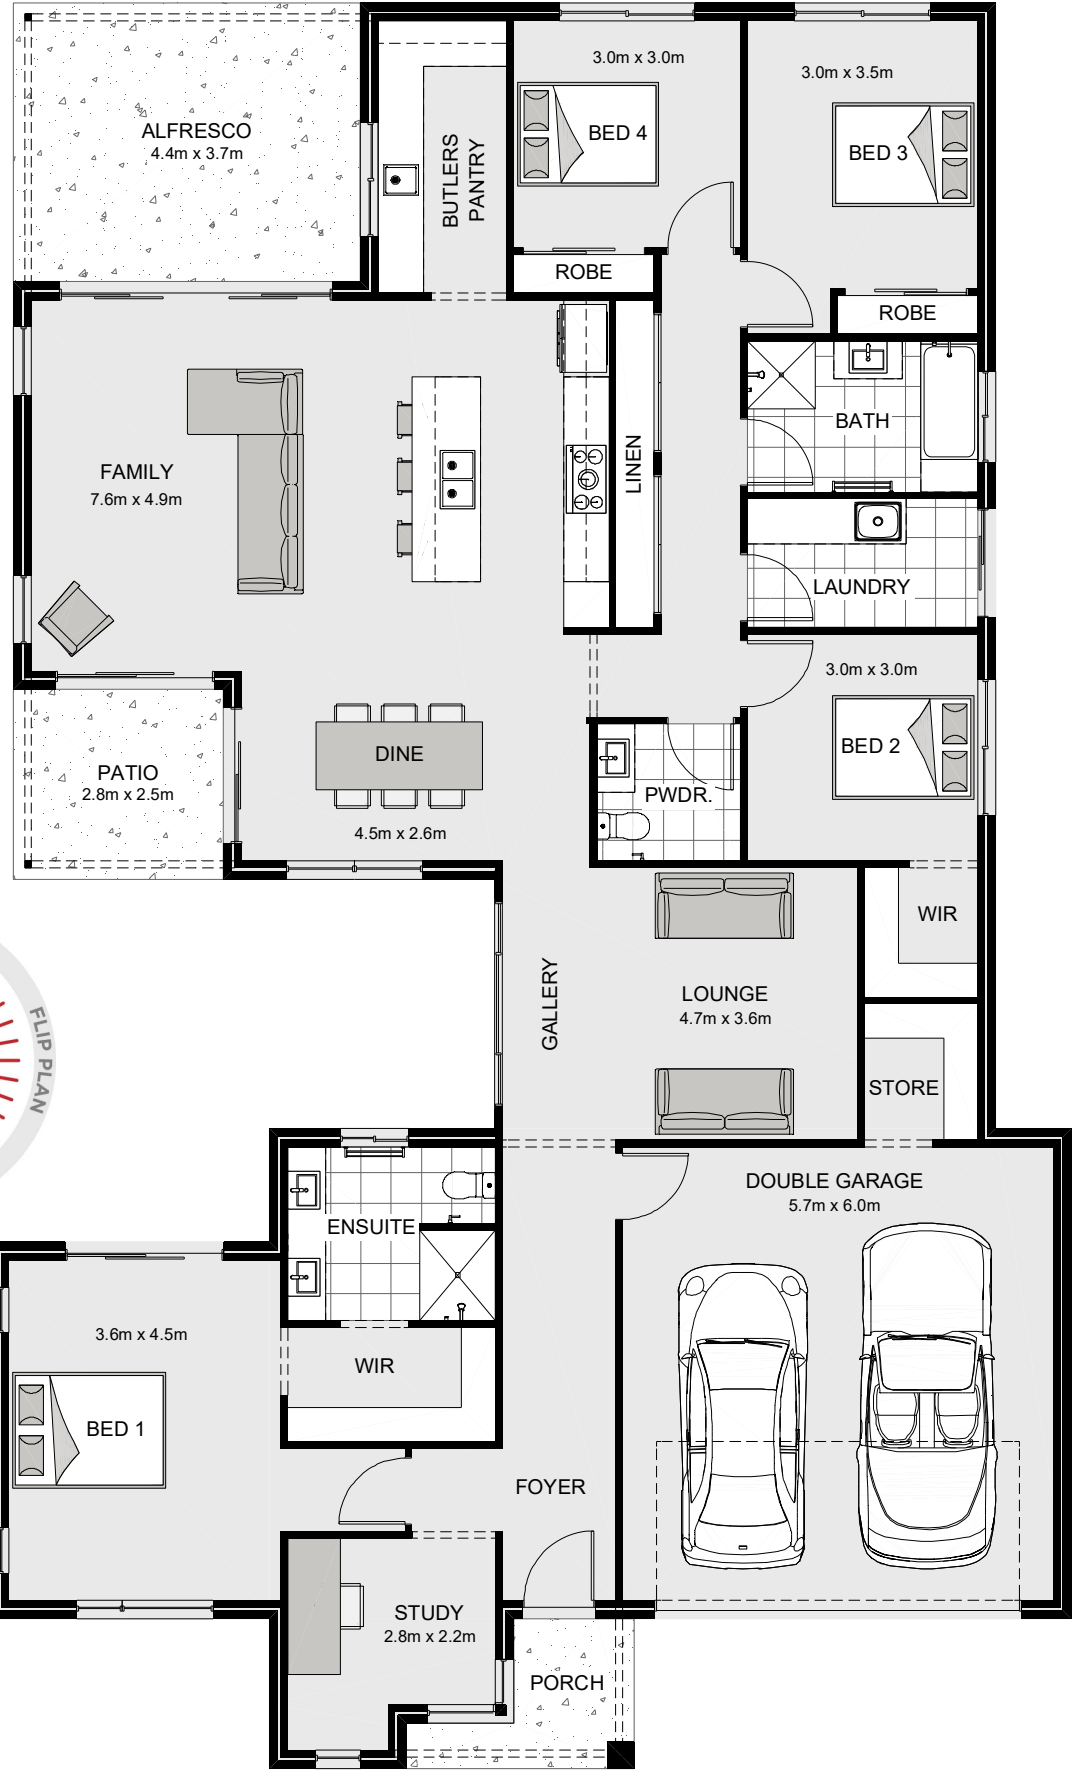 ALFRESCO
4.4m x 3.7m
BUTLERS
PANTRY
3.0m x 3.0m
BED 4
ROBE
3.0m x 3.5m
BED 3
ROBE
FAMILY
7.6m x 4.9m
LINEN
BATH
LAUNDRY
3.0m x 3.0m
BED 2
PATIO
2.8m x 2.5m
DINE
4.5m x 2.6m
PWDR.
WIR
FLIP PLAN
GALLERY
LOUNGE
4.7m x 3.6m
STORE
DOUBLE GARAGE
5.7m x 6.0m
ENSUITE
3.6m x 4.5m
WIR
BED 1
FOYER
STUDY
2.8m x 2.2m
PORCH